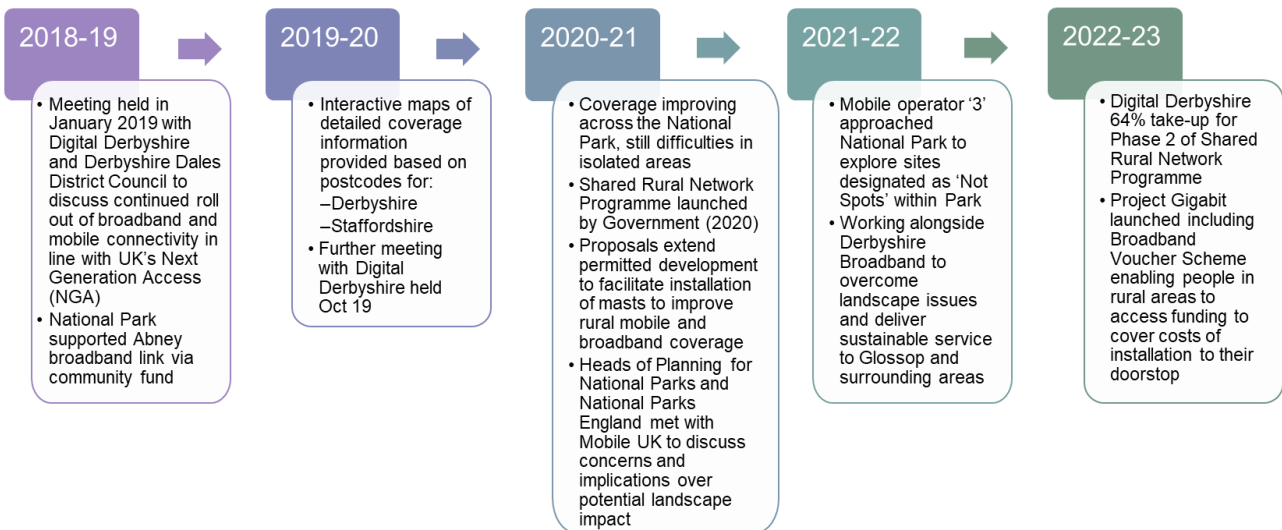 2018-19
• Meeting held in
January 2019 with
Digital Derbyshire
and Derbyshire Dales
District Council to
discuss continued roll
out of broadband and
mobile connectivity in
line with UK's Next
Generation Access
(NGA)
• National Park
supported Abney
broadband link via
community fund
2019-20
• Interactive maps of
detailed coverage
information
provided based on
postcodes for:
–Derbyshire
–Staffordshire
• Further meeting
with Digital
Derbyshire held
Oct 19
2020-21
• Coverage improving
across the National
Park, still difficulties in
isolated areas
• Shared Rural Network
Programme launched
by Government (2020)
• Proposals extend
permitted development
to facilitate installation
of masts to improve
rural mobile and
broadband coverage
• Heads of Planning for
National Parks and
National Parks
England met with
Mobile UK to discuss
concerns and
implications over
potential landscape
impact
2021-22
• Mobile operator ‘3’
approached
National Park to
explore sites
designated as ‘Not
Spots’ within Park
• Working alongside
Derbyshire
Broadband to
overcome
landscape issues
and deliver
sustainable service
to Glossop and
surrounding areas
2022-23
• Digital Derbyshire
64% take-up for
Phase 2 of Shared
Rural Network
Programme
• Project Gigabit
launched including
Broadband
Voucher Scheme
enabling people in
rural areas to
access funding to
cover costs of
installation to their
doorstop